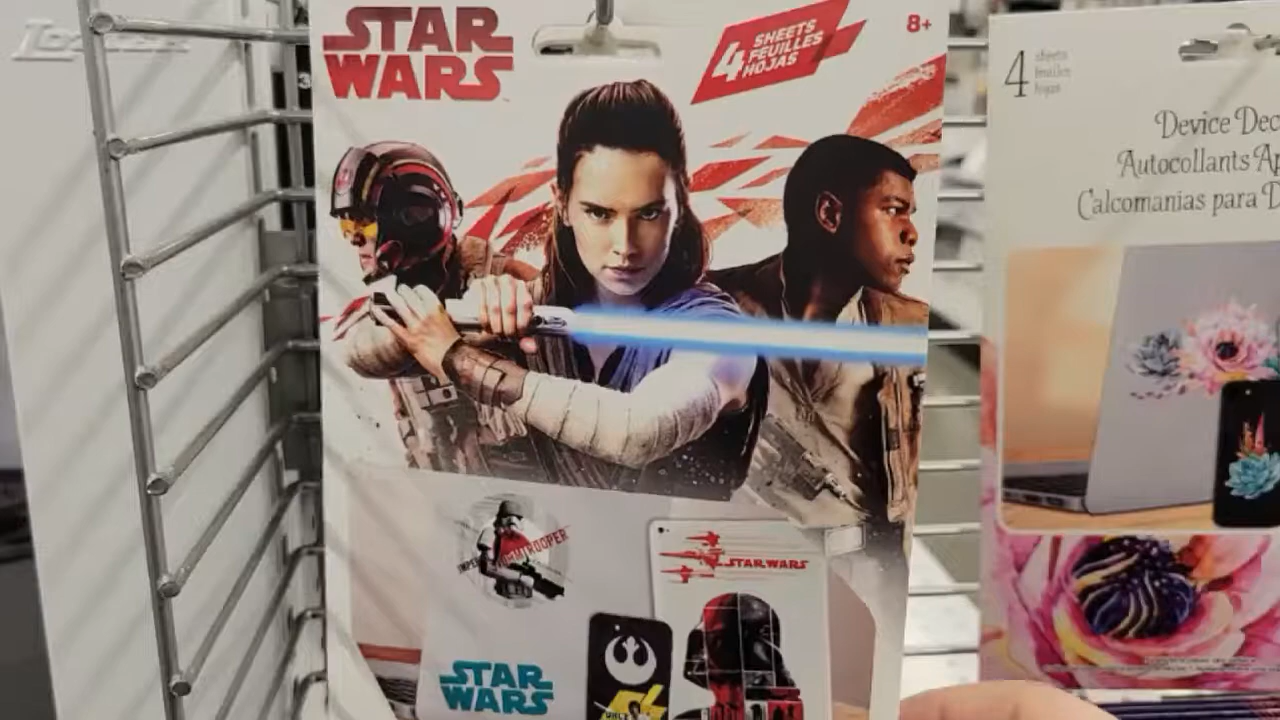 STAR
WARS
4 SHEETS
FEUILLES
HOJAS
8+
TROOPER
STAR WARS
STAR
WARS
4 sheets
feuilles
hojas
Device Dec
Autocollants Ap
Calcomanias para D